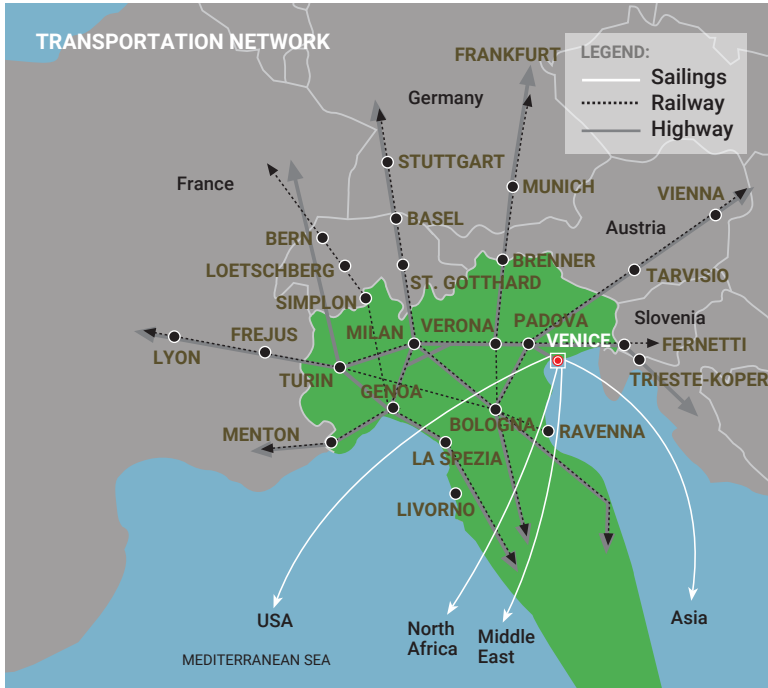 TRANSPORTATION NETWORK
FRANKFURT
LEGEND:
Sailings
Railway
Highway
Germany
STUTTGART
France
MUNICH
VIENNA
BASEL
Austria
BERN
BRENNER
LOETSCHBERG
ST. GOTTHARD
TARVISIO
SIMPLON
Slovenia
MILAN
VERONA
PADOVA
VENICE
FERNETTI
FREJUS
LYON
TURIN
TRIESTE-KOPER
GENOA
BOLOGNA
RAVENNA
MENTON
LA SPEZIA
LIVORNO
USA
North
Africa
Middle
East
Asia
MEDITERRANEAN SEA